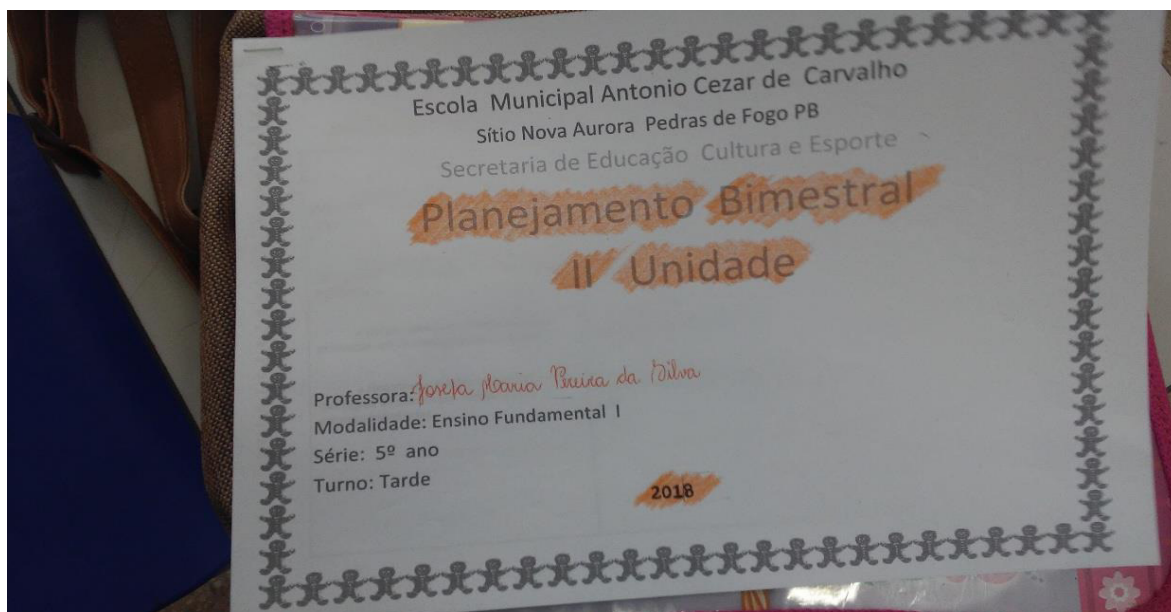 Escola Municipal Antonio Cezar de Carvalho
Sítio Nova Aurora Pedras de Fogo PB
Secretaria de Educação Cultura e Esporte
Planejamento Bimestral
II Unidade
Professora: Josefa Maria Pereira da Silva
Modalidade: Ensino Fundamental I
Série: 5º ano
Turno: Tarde
2018